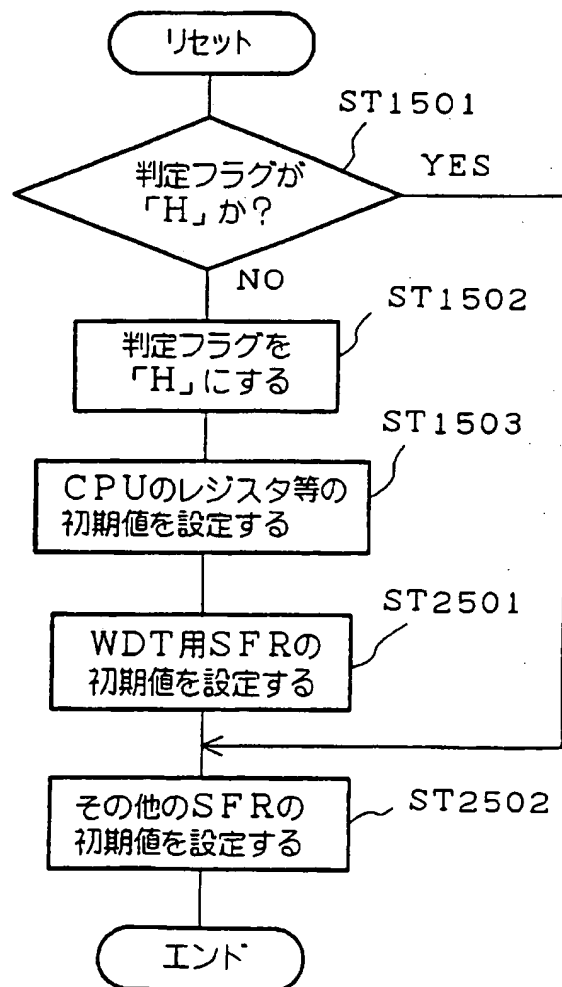 リセット
ST1501
判定フラグが
「H」か?
YES
NO
ST1502
判定フラグを
「H」にする
ST1503
CPUのレジスタ等の
初期値を設定する
ST2501
WDT用SFRの
初期値を設定する
その他のSFRの
初期値を設定する
ST2502
エンド